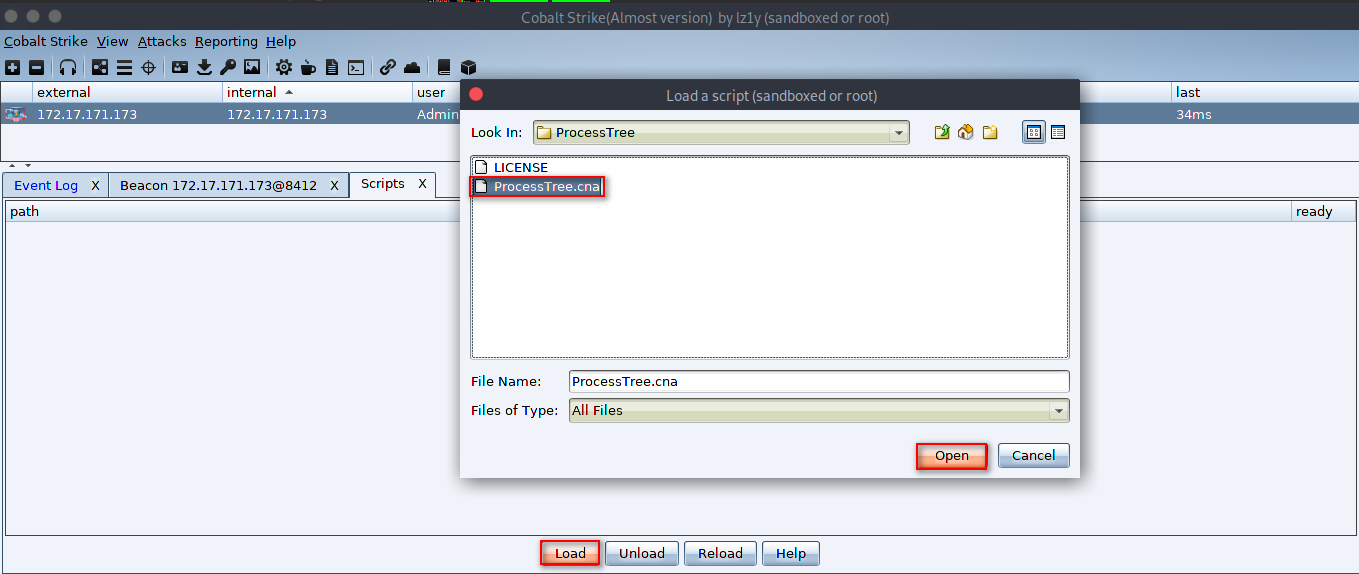 Cobalt Strike(Almost version) by lz1y (sandboxed or root)
Cobalt Strike View Attacks Reporting Help
external internal user last
172.17.171.173 172.17.171.173 Admin 34ms
Event Log X Beacon 172.17.171.173@8412 X Scripts X
path ready
Load a script (sandboxed or root)
Look In: ProcessTree
LICENSE
ProcessTree.cna
File Name: ProcessTree.cna
Files of Type: All Files
Open Cancel
Load Unload Reload Help